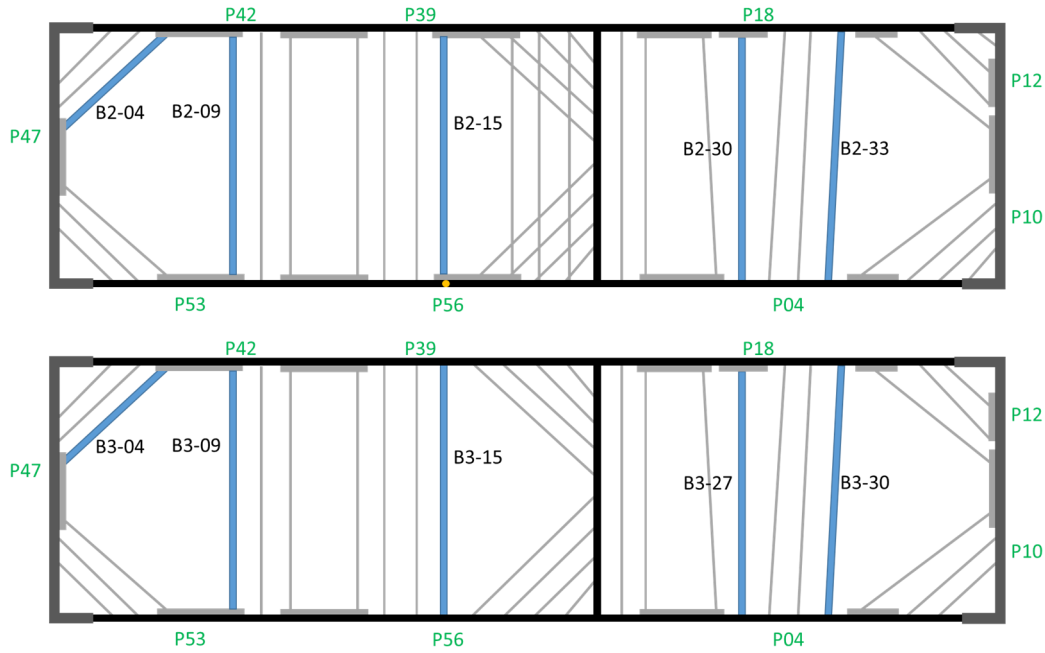 P42 P39 P18
P12
B2-04 B2-09
B2-15
P47
B2-30 B2-33
P10
P53 P56 P04
P42 P39 P18
P12
B3-04 B3-09
B3-15
P47
B3-27 B3-30
P10
P53 P56 P04